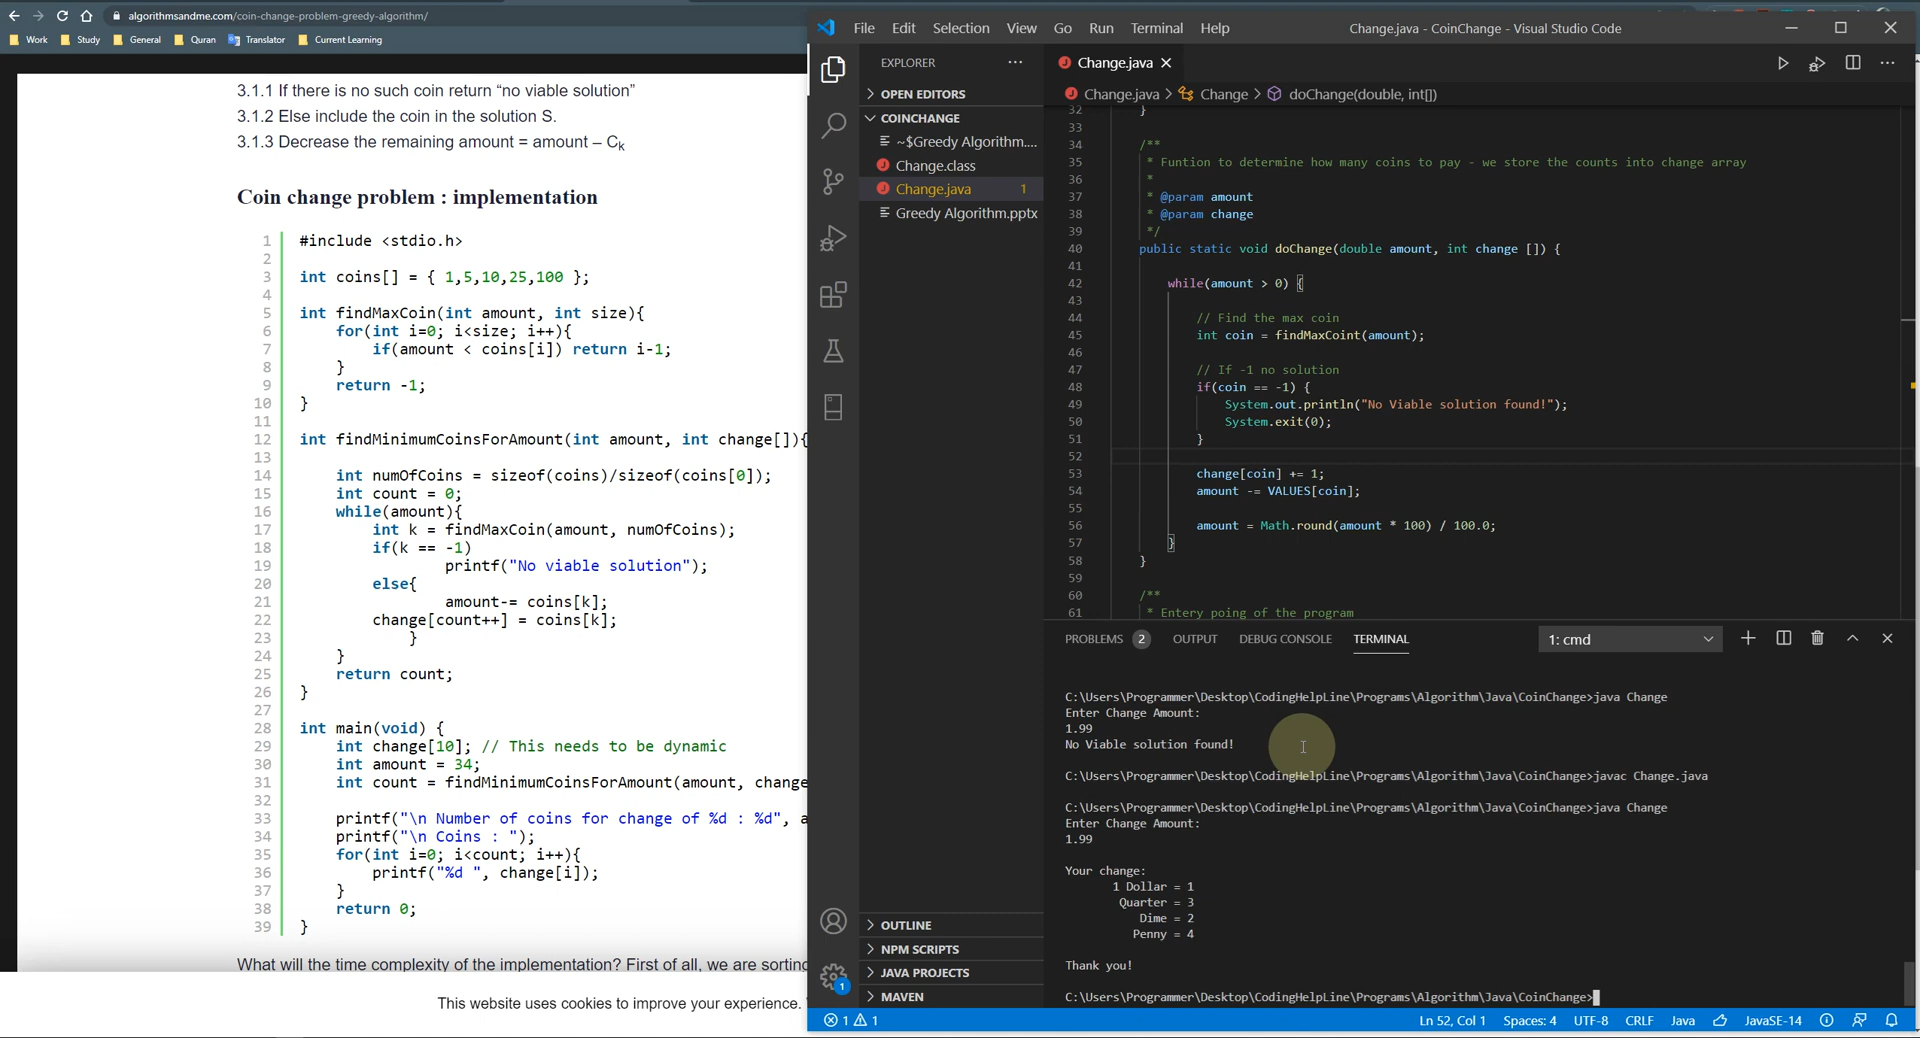 algorithmsandme.com/coin-change-problem-greedy-algorithm/
Work Study General Quran Translator Current Learning
3.1.1 If there is no such coin return “no viable solution”
3.1.2 Else include the coin in the solution S.
3.1.3 Decrease the remaining amount = amount – Ck
Coin change problem : implementation
1 #include <stdio.h>
2
3 int coins[] = { 1,5,10,25,100 };
4
5 int findMaxCoin(int amount, int size){
6 for(int i=0; i<size; i++){
7 if(amount < coins[i]) return i-1;
8 }
9 return -1;
10 }
11
12 int findMinimumCoinsForAmount(int amount, int change[]){
13
14 int numOfCoins = sizeof(coins)/sizeof(coins[0]);
15 int count = 0;
16 while(amount){
17 int k = findMaxCoin(amount, numOfCoins);
18 if(k == -1)
19 printf("No viable solution");
20 else{
21 amount-= coins[k];
22 change[count++] = coins[k];
23 }
24 }
25 return count;
26 }
27
28 int main(void) {
29 int change[10]; // This needs to be dynamic
30 int amount = 34;
31 int count = findMinimumCoinsForAmount(amount, change
32
33 printf("\n Number of coins for change of %d : %d", a
34 printf("\n Coins : ");
35 for(int i=0; i<count; i++){
36 printf("%d ", change[i]);
37 }
38 return 0;
39 }
What will the time complexity of the implementation? First of all, we are sorting
This website uses cookies to improve your experience.
File Edit Selection View Go Run Terminal Help
Change.java - CoinChange - Visual Studio Code
EXPLORER
OPEN EDITORS
COINCHANGE
~$Greedy Algorithm....
Change.class
Change.java 1
Greedy Algorithm.pptx
OUTLINE
NPM SCRIPTS
JAVA PROJECTS
MAVEN
1
Change.java
Change.java > Change > doChange(double, int[])
32 }
33
34 /**
35 * Funtion to determine how many coins to pay - we store the counts into change array
36 *
37 * @param amount
38 * @param change
39 */
40 public static void doChange(double amount, int change []) {
41
42 while(amount > 0) {
43
44 // Find the max coin
45 int coin = findMaxCoint(amount);
46
47 // If -1 no solution
48 if(coin == -1) {
49 System.out.println("No Viable solution found!");
50 System.exit(0);
51 }
52
53 change[coin] += 1;
54 amount -= VALUES[coin];
55
56 amount = Math.round(amount * 100) / 100.0;
57 }
58 }
59
60 /**
61 * Entery poing of the program
PROBLEMS 2 OUTPUT DEBUG CONSOLE TERMINAL 1: cmd
C:\Users\Programmer\Desktop\CodingHelpLine\Programs\Algorithm\Java\CoinChange>java Change
Enter Change Amount:
1.99
No Viable solution found!
C:\Users\Programmer\Desktop\CodingHelpLine\Programs\Algorithm\Java\CoinChange>javac Change.java
C:\Users\Programmer\Desktop\CodingHelpLine\Programs\Algorithm\Java\CoinChange>java Change
Enter Change Amount:
1.99
Your change:
1 Dollar = 1
Quarter = 3
Dime = 2
Penny = 4
Thank you!
C:\Users\Programmer\Desktop\CodingHelpLine\Programs\Algorithm\Java\CoinChange>
1 1 Ln 52, Col 1 Spaces: 4 UTF-8 CRLF Java JavaSE-14